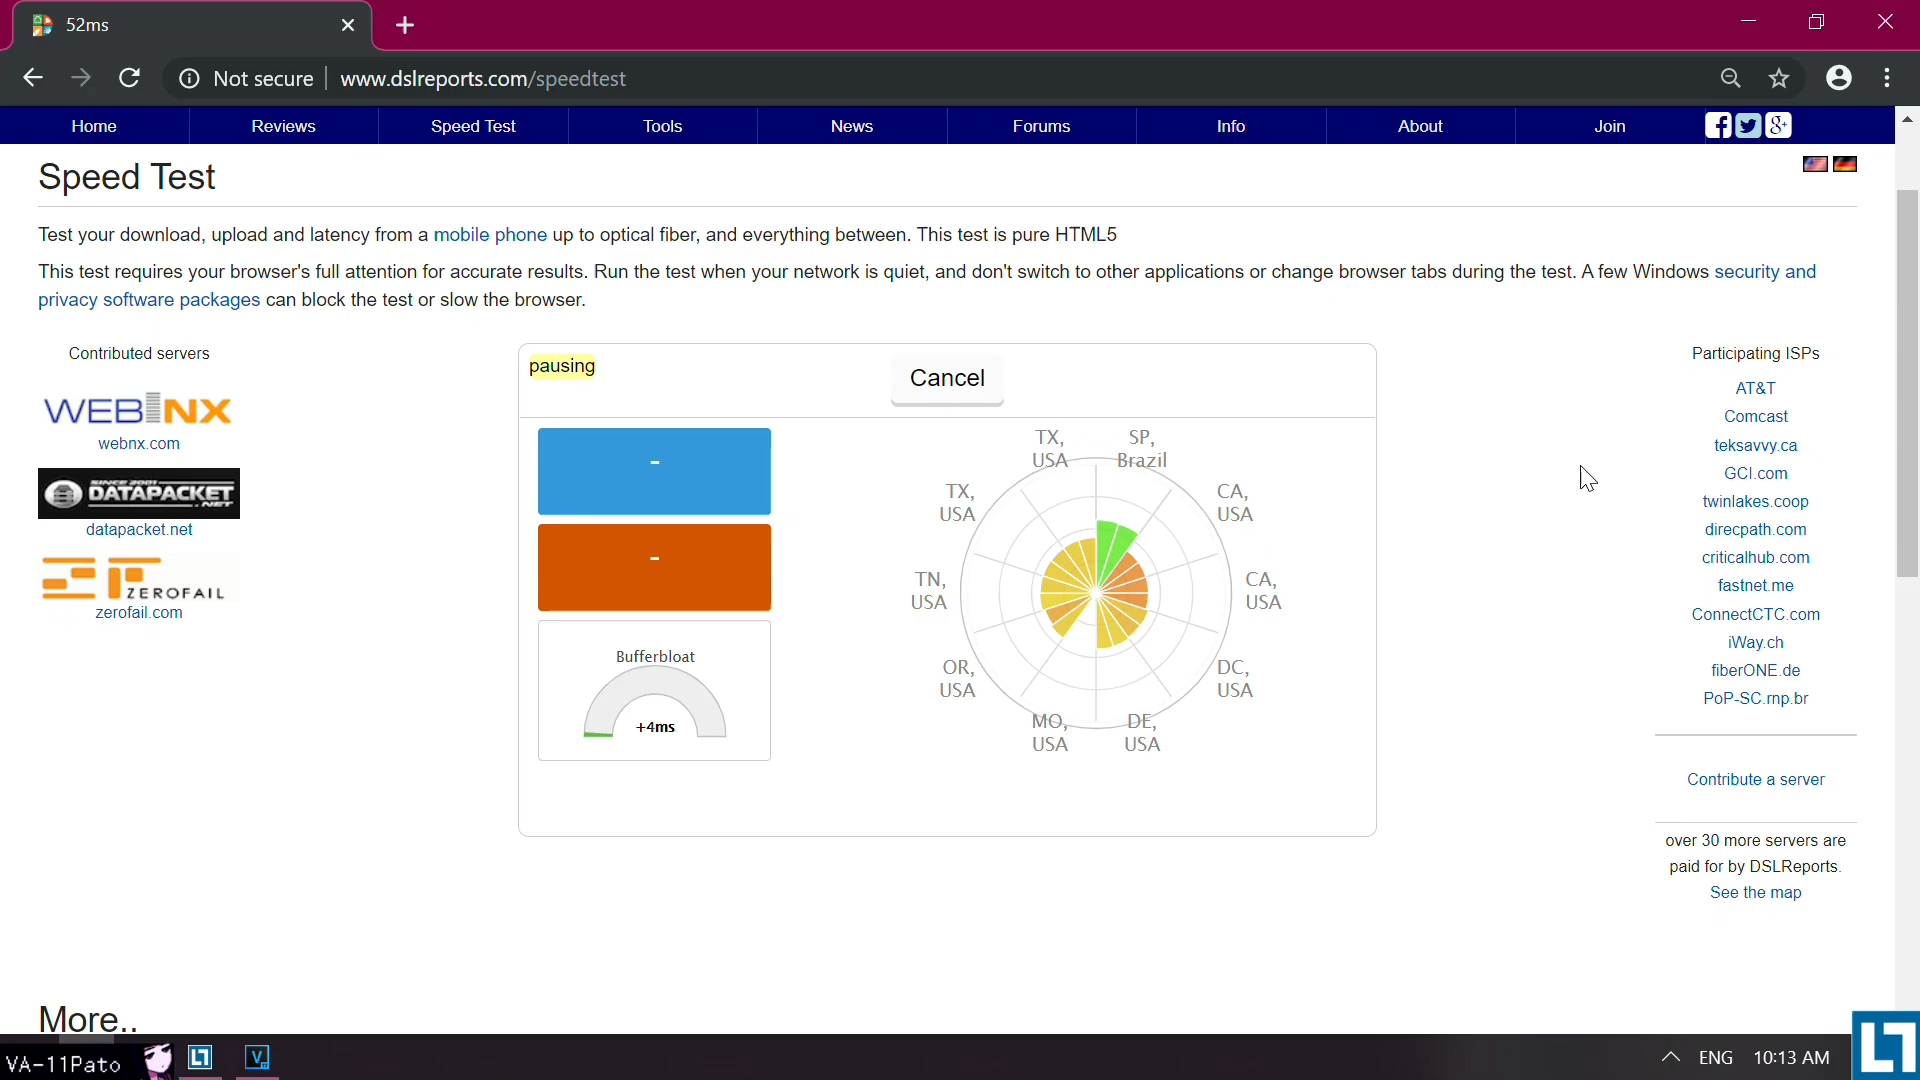 52ms
Not secure www.dslreports.com/speedtest
Home Reviews Speed Test Tools News Forums Info About Join
Speed Test
Test your download, upload and latency from a mobile phone up to optical fiber, and everything between. This test is pure HTML5
This test requires your browser's full attention for accurate results. Run the test when your network is quiet, and don't switch to other applications or change browser tabs during the test. A few Windows security and
privacy software packages can block the test or slow the browser.
Contributed servers
WEBNX
webnx.com
SINCE 2001
DATAPACKET
.NET
datapacket.net
ZEROFAIL
zerofail.com
pausing
Cancel
-
-
Bufferbloat
+4ms
TX,
USA
SP,
Brazil
CA,
USA
CA,
USA
DC,
USA
DE,
USA
MO,
USA
OR,
USA
TN,
USA
TX,
USA
Participating ISPs
AT&T
Comcast
teksavvy.ca
GCI.com
twinlakes.coop
direcpath.com
criticalhub.com
fastnet.me
ConnectCTC.com
iWay.ch
fiberONE.de
PoP-SC.rnp.br
Contribute a server
over 30 more servers are
paid for by DSLReports.
See the map
More..
VA-11Pato
ENG 10:13 AM